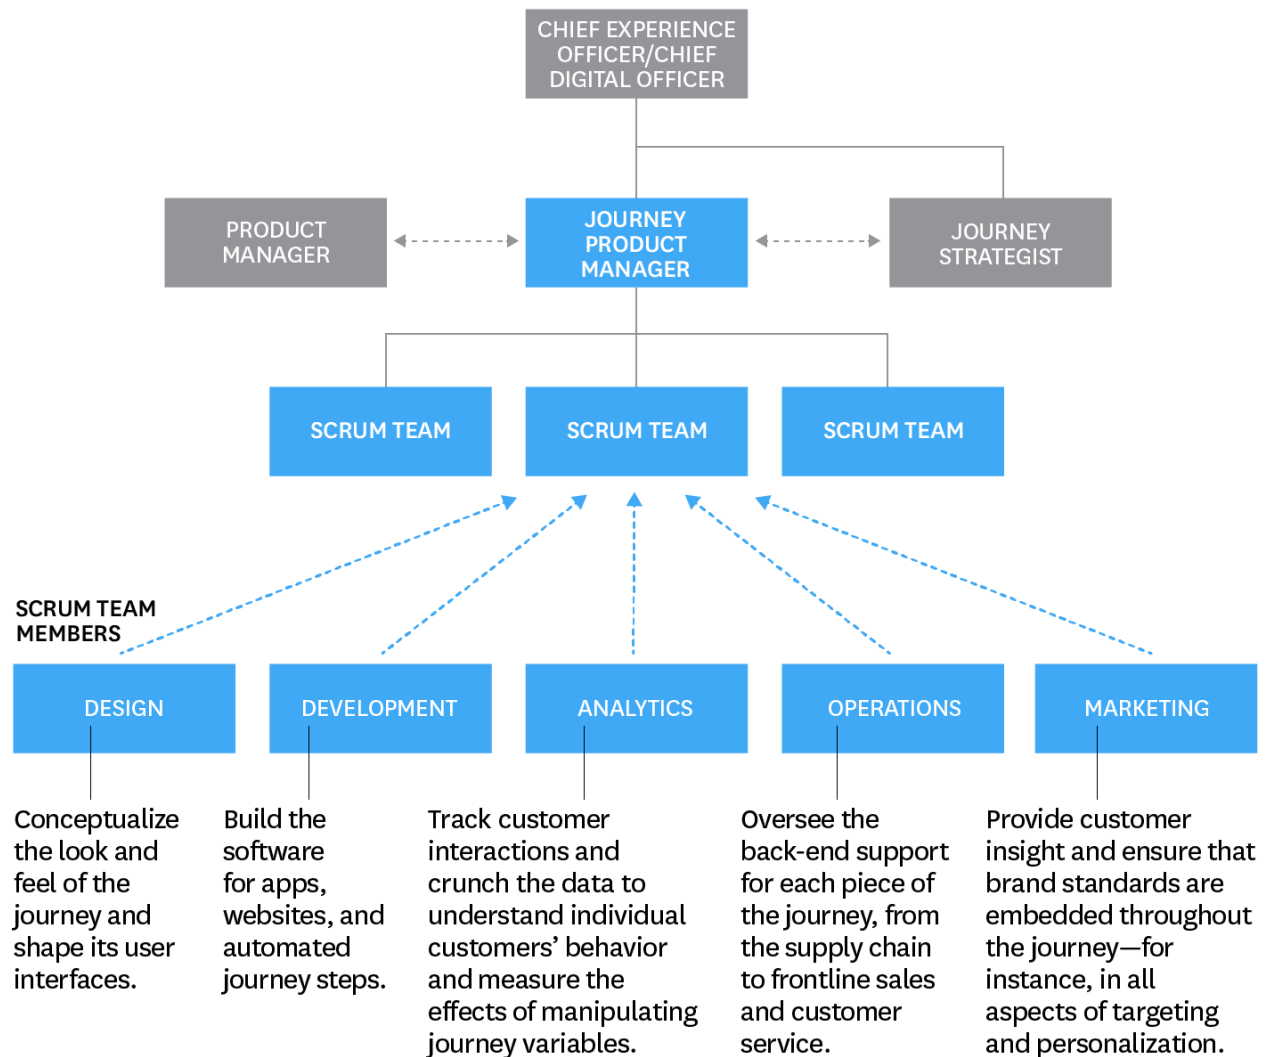 CHIEF EXPERIENCE
OFFICER/CHIEF
DIGITAL OFFICER
PRODUCT
MANAGER
JOURNEY
PRODUCT
MANAGER
JOURNEY
STRATEGIST
SCRUM TEAM
SCRUM TEAM
SCRUM TEAM
SCRUM TEAM
MEMBERS
DESIGN
DEVELOPMENT
ANALYTICS
OPERATIONS
MARKETING
Conceptualize
the look and
feel of the
journey and
shape its user
interfaces.
Build the
software
for apps,
websites, and
automated
journey steps.
Track customer
interactions and
crunch the data to
understand individual
customers’ behavior
and measure the
effects of manipulating
journey variables.
Oversee the
back-end support
for each piece of
the journey, from
the supply chain
to frontline sales
and customer
service.
Provide customer
insight and ensure that
brand standards are
embedded throughout
the journey—for
instance, in all
aspects of targeting
and personalization.